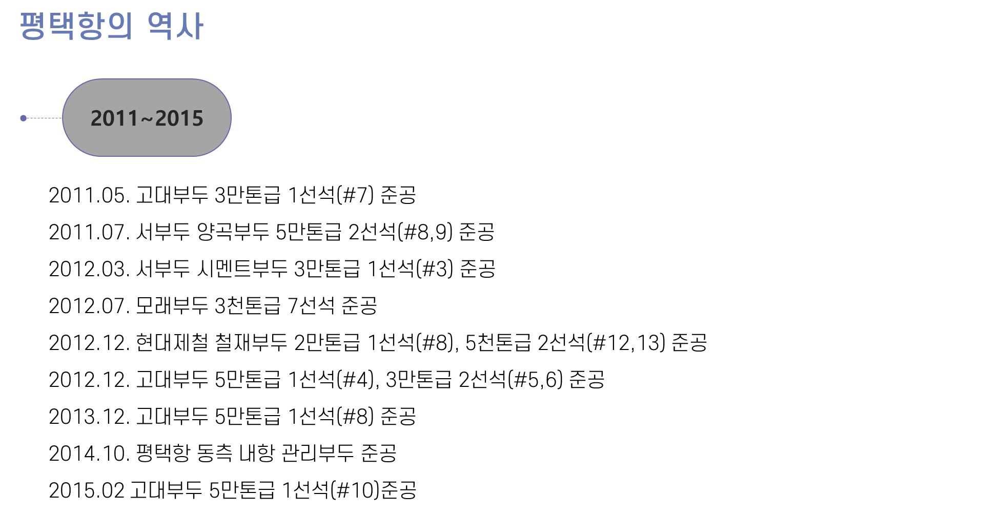 평택항의 역사
2011~2015
2011.05. 고대부두 3만톤급 1선석(#7) 준공
2011.07. 서부두 양곡부두 5만톤급 2선석(#8,9) 준공
2012.03. 서부두 시멘트부두 3만톤급 1선석(#3) 준공
2012.07. 모래부두 3천톤급 7선석 준공
2012.12. 현대제철 철재부두 2만톤급 1선석(#8), 5천톤급 2선석(#12,13) 준공
2012.12. 고대부두 5만톤급 1선석(#4), 3만톤급 2선석(#5,6) 준공
2013.12. 고대부두 5만톤급 1선석(#8) 준공
2014.10. 평택항 동측 내항 관리부두 준공
2015.02 고대부두 5만톤급 1선석(#10)준공